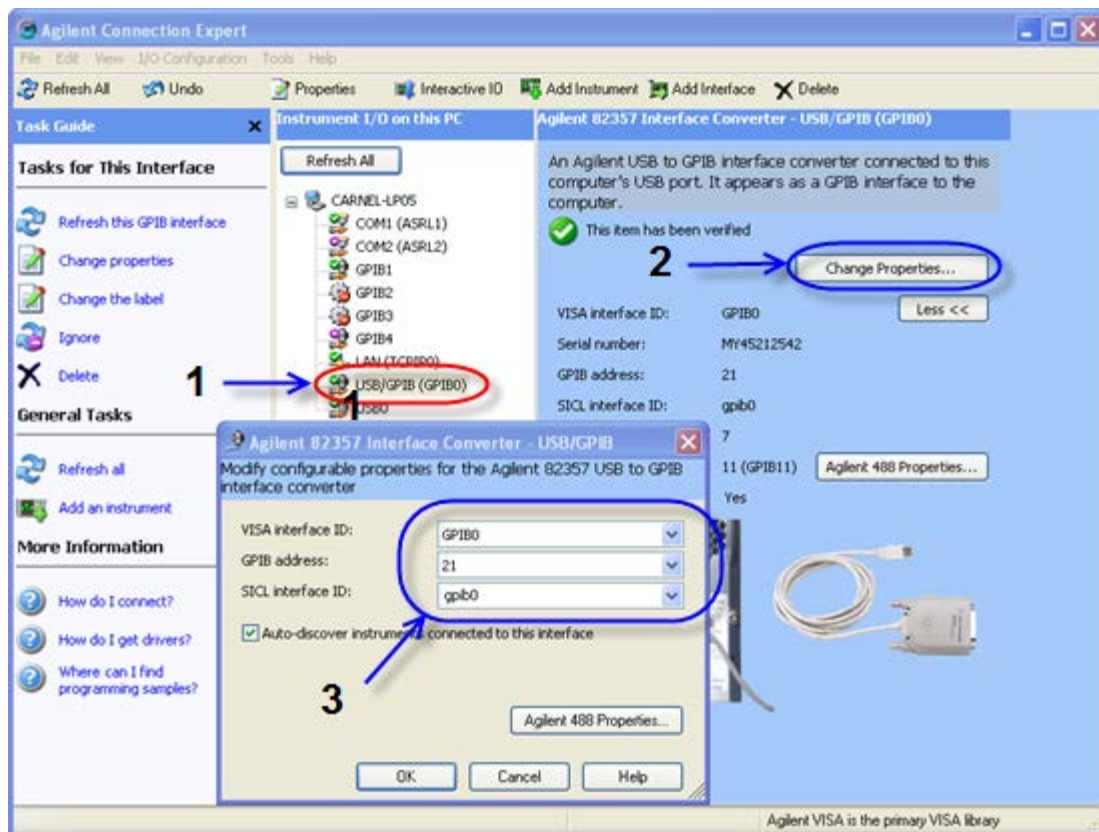 Agilent Connection Expert
File Edit View I/O Configuration Tools Help
Refresh All Undo Properties Interactive IO Add Instrument Add Interface Delete
Task Guide
Tasks for This Interface
Refresh this GPIB interface
Change properties
Change the label
Ignore
Delete
General Tasks
Refresh all
Add an instrument
More Information
How do I connect?
How do I get drivers?
Where can I find
programming samples?
Instrument I/O on this PC
Refresh All
CARNEL-LP05
COM1 (ASRL1)
COM2 (ASRL2)
GPIB1
GPIB2
GPIB3
GPIB4
LAN (TCPIP0)
USB/GPIB (GPIB0)
USB0
1
1
Agilent 82357 Interface Converter - USB/GPIB (GPIB0)
An Agilent USB to GPIB interface converter connected to this
computer's USB port. It appears as a GPIB interface to the
computer.
This item has been verified
2
Change Properties...
Less <<
VISA interface ID: GPIB0
Serial number: MY45212542
GPIB address: 21
SICL interface ID: gpib0
7
11 (GPIB11) Agilent 488 Properties...
Yes
Agilent 82357 Interface Converter - USB/GPIB
Modify configurable properties for the Agilent 82357 USB to GPIB
interface converter
VISA interface ID: GPIB0
GPIB address: 21
SICL interface ID: gpib0
Auto-discover instruments connected to this interface
3
Agilent 488 Properties...
OK Cancel Help
Agilent VISA is the primary VISA library